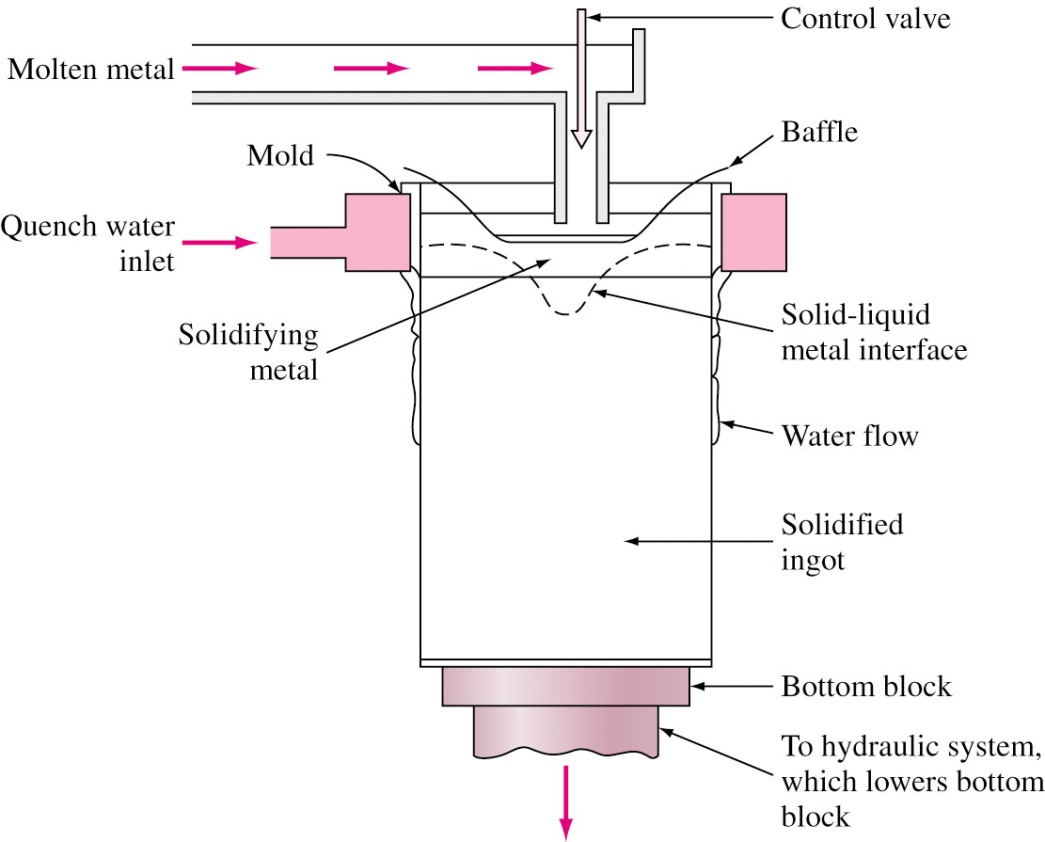 Control valve
Molten metal
Baffle
Mold
Quench water
inlet
Solid-liquid
metal interface
Solidifying
metal
Water flow
Solidified
ingot
Bottom block
To hydraulic system,
which lowers bottom
block